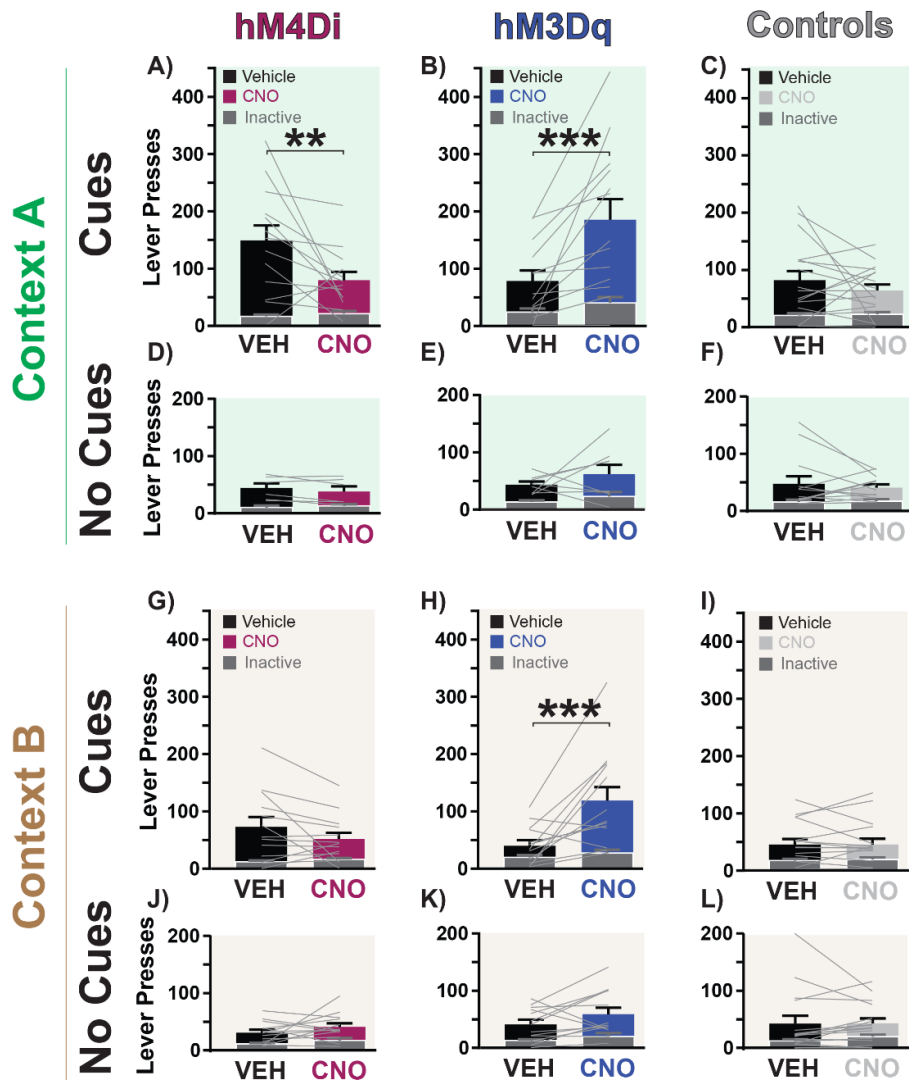 hM4Di hM3Dq Controls
Context A
Cues
A) B) C)
Lever Presses
450 400 300 200 100 0
Vehicle
CNO
Inactive
**
VEH CNO
450 400 300 200 100 0
Vehicle
CNO
Inactive
***
VEH CNO
450 400 300 200 100 0
Vehicle
CNO
Inactive
VEH CNO
No Cues
D) E) F)
Lever Presses
200 100 0
VEH CNO
200 100 0
VEH CNO
200 100 0
VEH CNO
Context B
Cues
G) H) I)
Lever Presses
400 300 200 100 0
Vehicle
CNO
Inactive
VEH CNO
Lever Presses
400 300 200 100 0
Vehicle
CNO
Inactive
***
VEH CNO
400 300 200 100 0
Vehicle
CNO
Inactive
VEH CNO
No Cues
J) K) L)
Lever Presses
200 100 0
VEH CNO
200 100 0
VEH CNO
200 100 0
VEH CNO